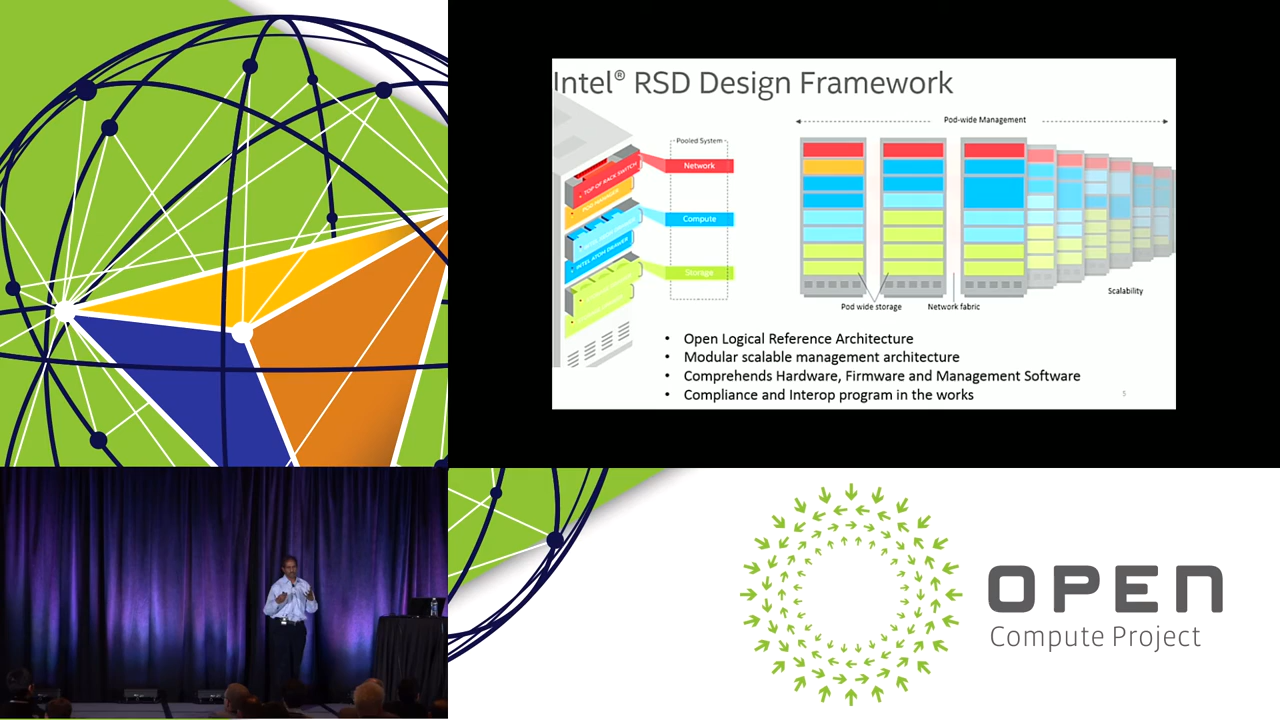 Intel® RSD Design Framework
Pod-wide Management
Pooled System
TOP OF RACK SWITCH
Network
Compute
INTEL ATOM DRAWER
Storage
Pod wide storage
Network fabric
Scalability
• Open Logical Reference Architecture
• Modular scalable management architecture
• Comprehends Hardware, Firmware and Management Software
• Compliance and Interop program in the works
5
OPEN
Compute Project